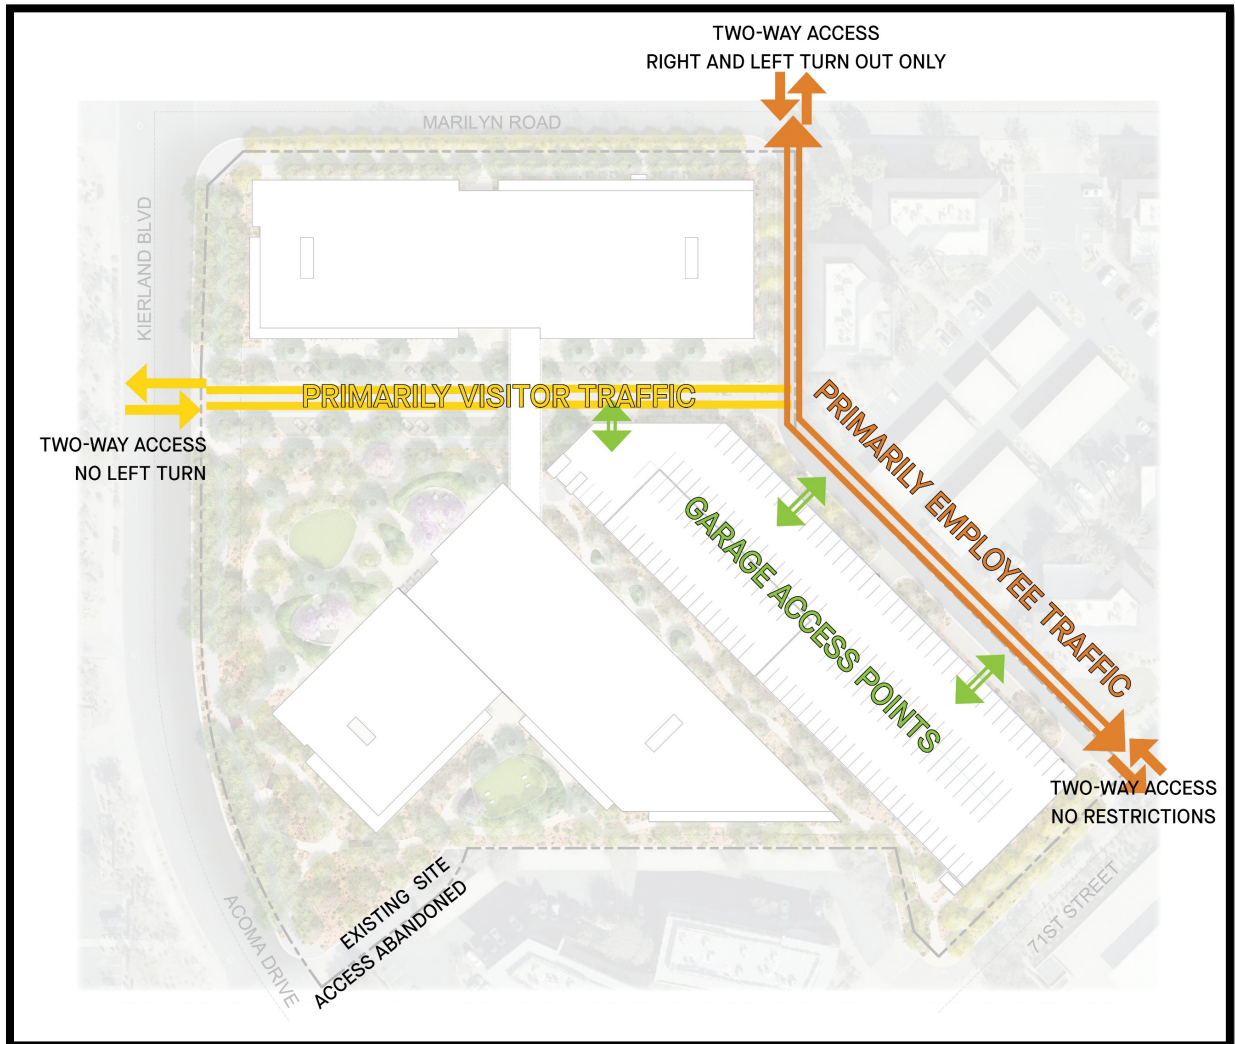 TWO-WAY ACCESS
RIGHT AND LEFT TURN OUT ONLY
MARILYN ROAD
KIERLAND BLVD
PRIMARILY VISITOR TRAFFIC
TWO-WAY ACCESS
NO LEFT TURN
PRIMARILY EMPLOYEE TRAFFIC
GARAGE ACCESS POINTS
TWO-WAY ACCESS
NO RESTRICTIONS
EXISTING SITE
ACCESS ABANDONED
ACOMA DRIVE
71ST STREET